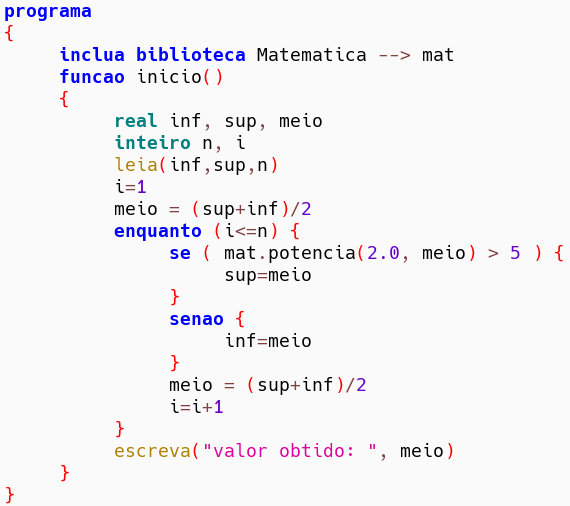 programa
{
inclua biblioteca Matematica --> mat
funcao inicio()
{
real inf, sup, meio
inteiro n, i
leia(inf,sup,n)
i=1
meio = (sup+inf)/2
enquanto (i<=n) {
se ( mat.potencia(2.0, meio) > 5 ) {
sup=meio
}
senao {
inf=meio
}
meio = (sup+inf)/2
i=i+1
}
escreva("valor obtido: ", meio)
}
}